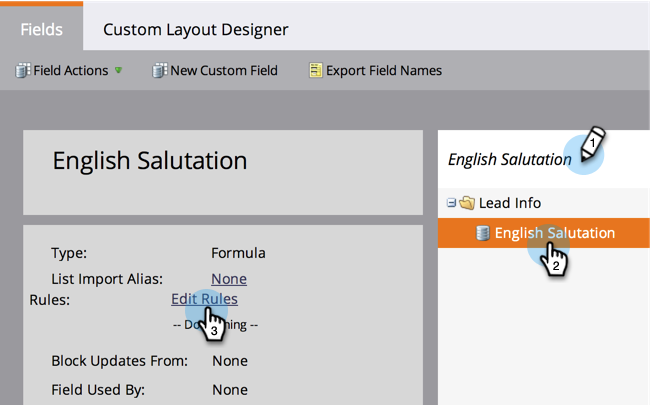 Fields Custom Layout Designer
Field Actions New Custom Field Export Field Names
English Salutation
English Salutation
1
Lead Info
English Salutation
2
Type: Formula
List Import Alias: None
Rules: Edit Rules
3
-- Do
ning --
Block Updates From: None
Field Used By: None